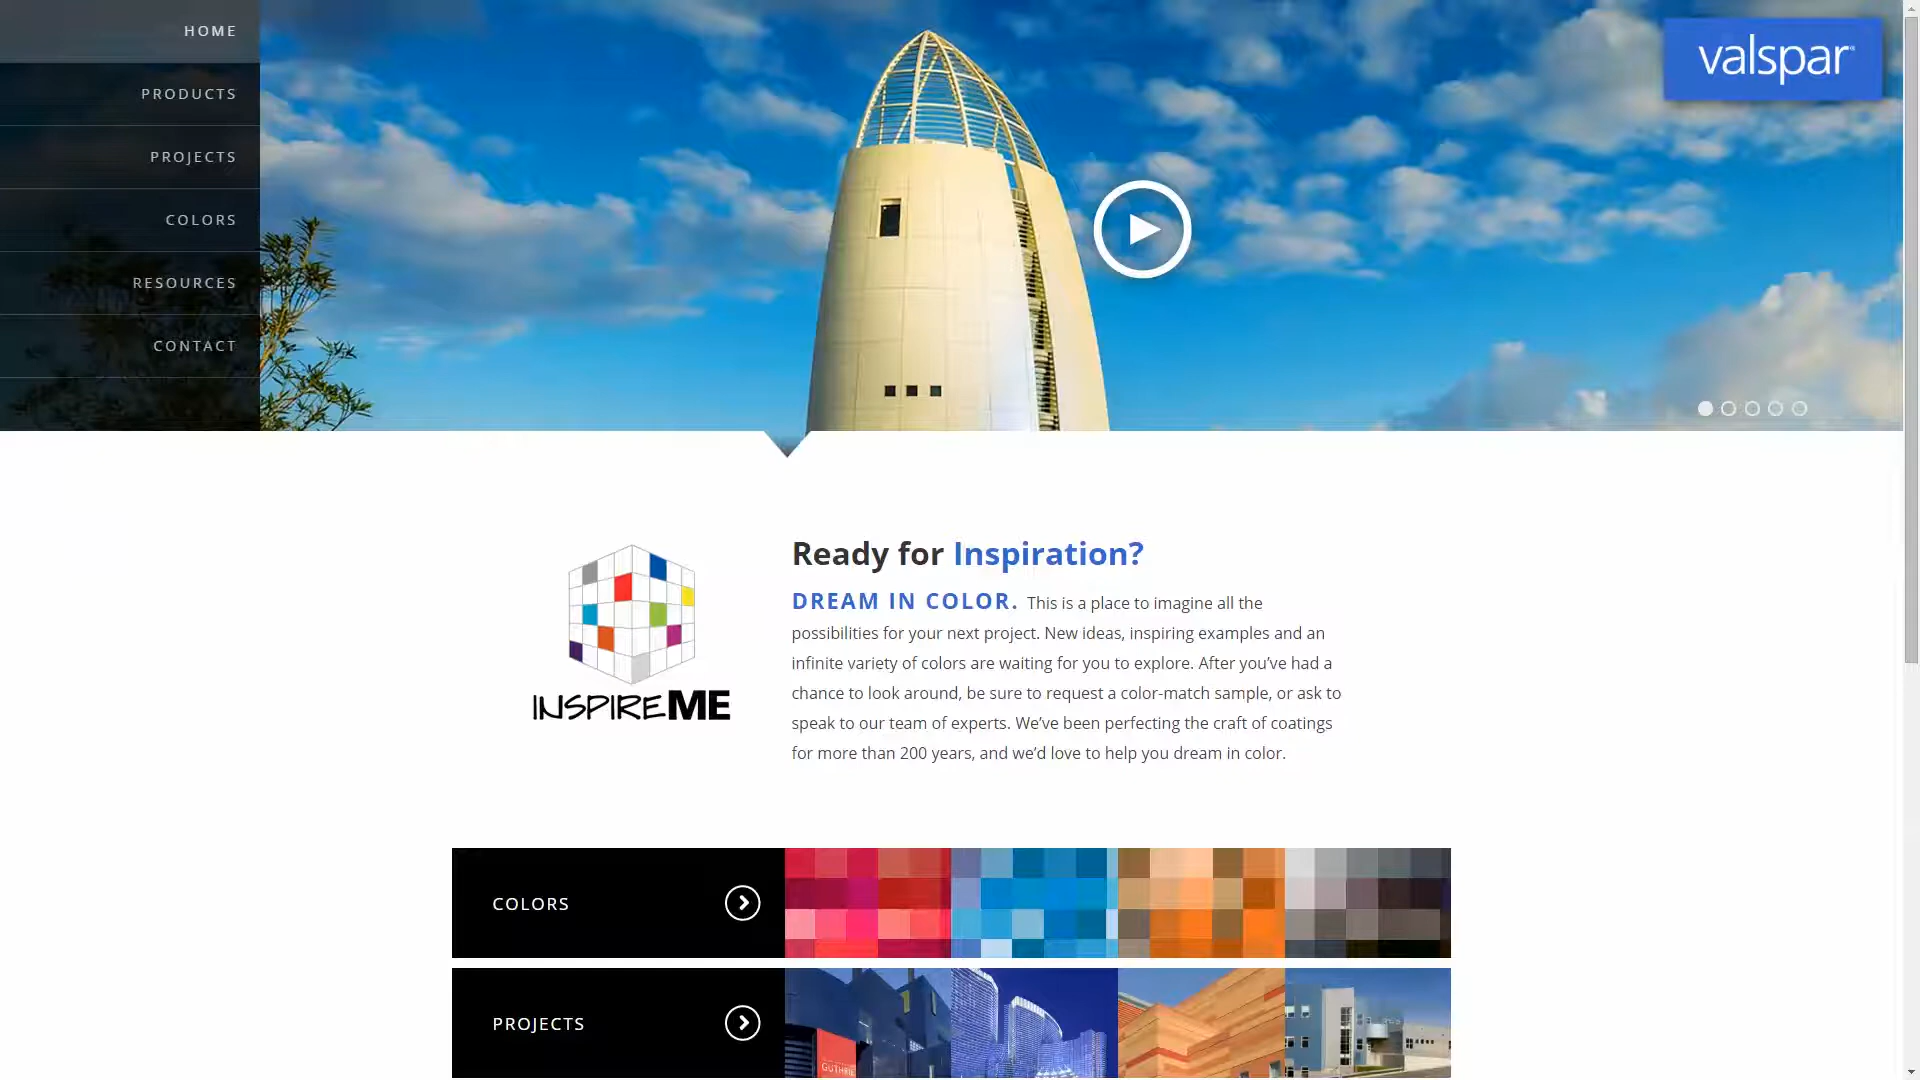 HOME
PRODUCTS
PROJECTS
COLORS
RESOURCES
CONTACT
valspar
INSPIREME
Ready for Inspiration?
DREAM IN COLOR. This is a place to imagine all the
possibilities for your next project. New ideas, inspiring examples and an
infinite variety of colors are waiting for you to explore. After you’ve had a
chance to look around, be sure to request a color-match sample, or ask to
speak to our team of experts. We’ve been perfecting the craft of coatings
for more than 200 years, and we’d love to help you dream in color.
COLORS
PROJECTS
GUTHRIE